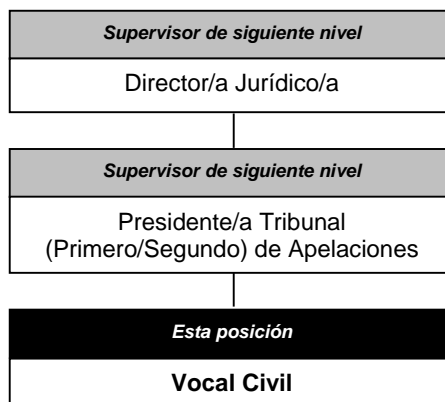 Supervisor de siguiente nivel
Director/a Jurídico/a
Supervisor de siguiente nivel
Presidente/a Tribunal
(Primero/Segundo) de Apelaciones
Esta posición
Vocal Civil